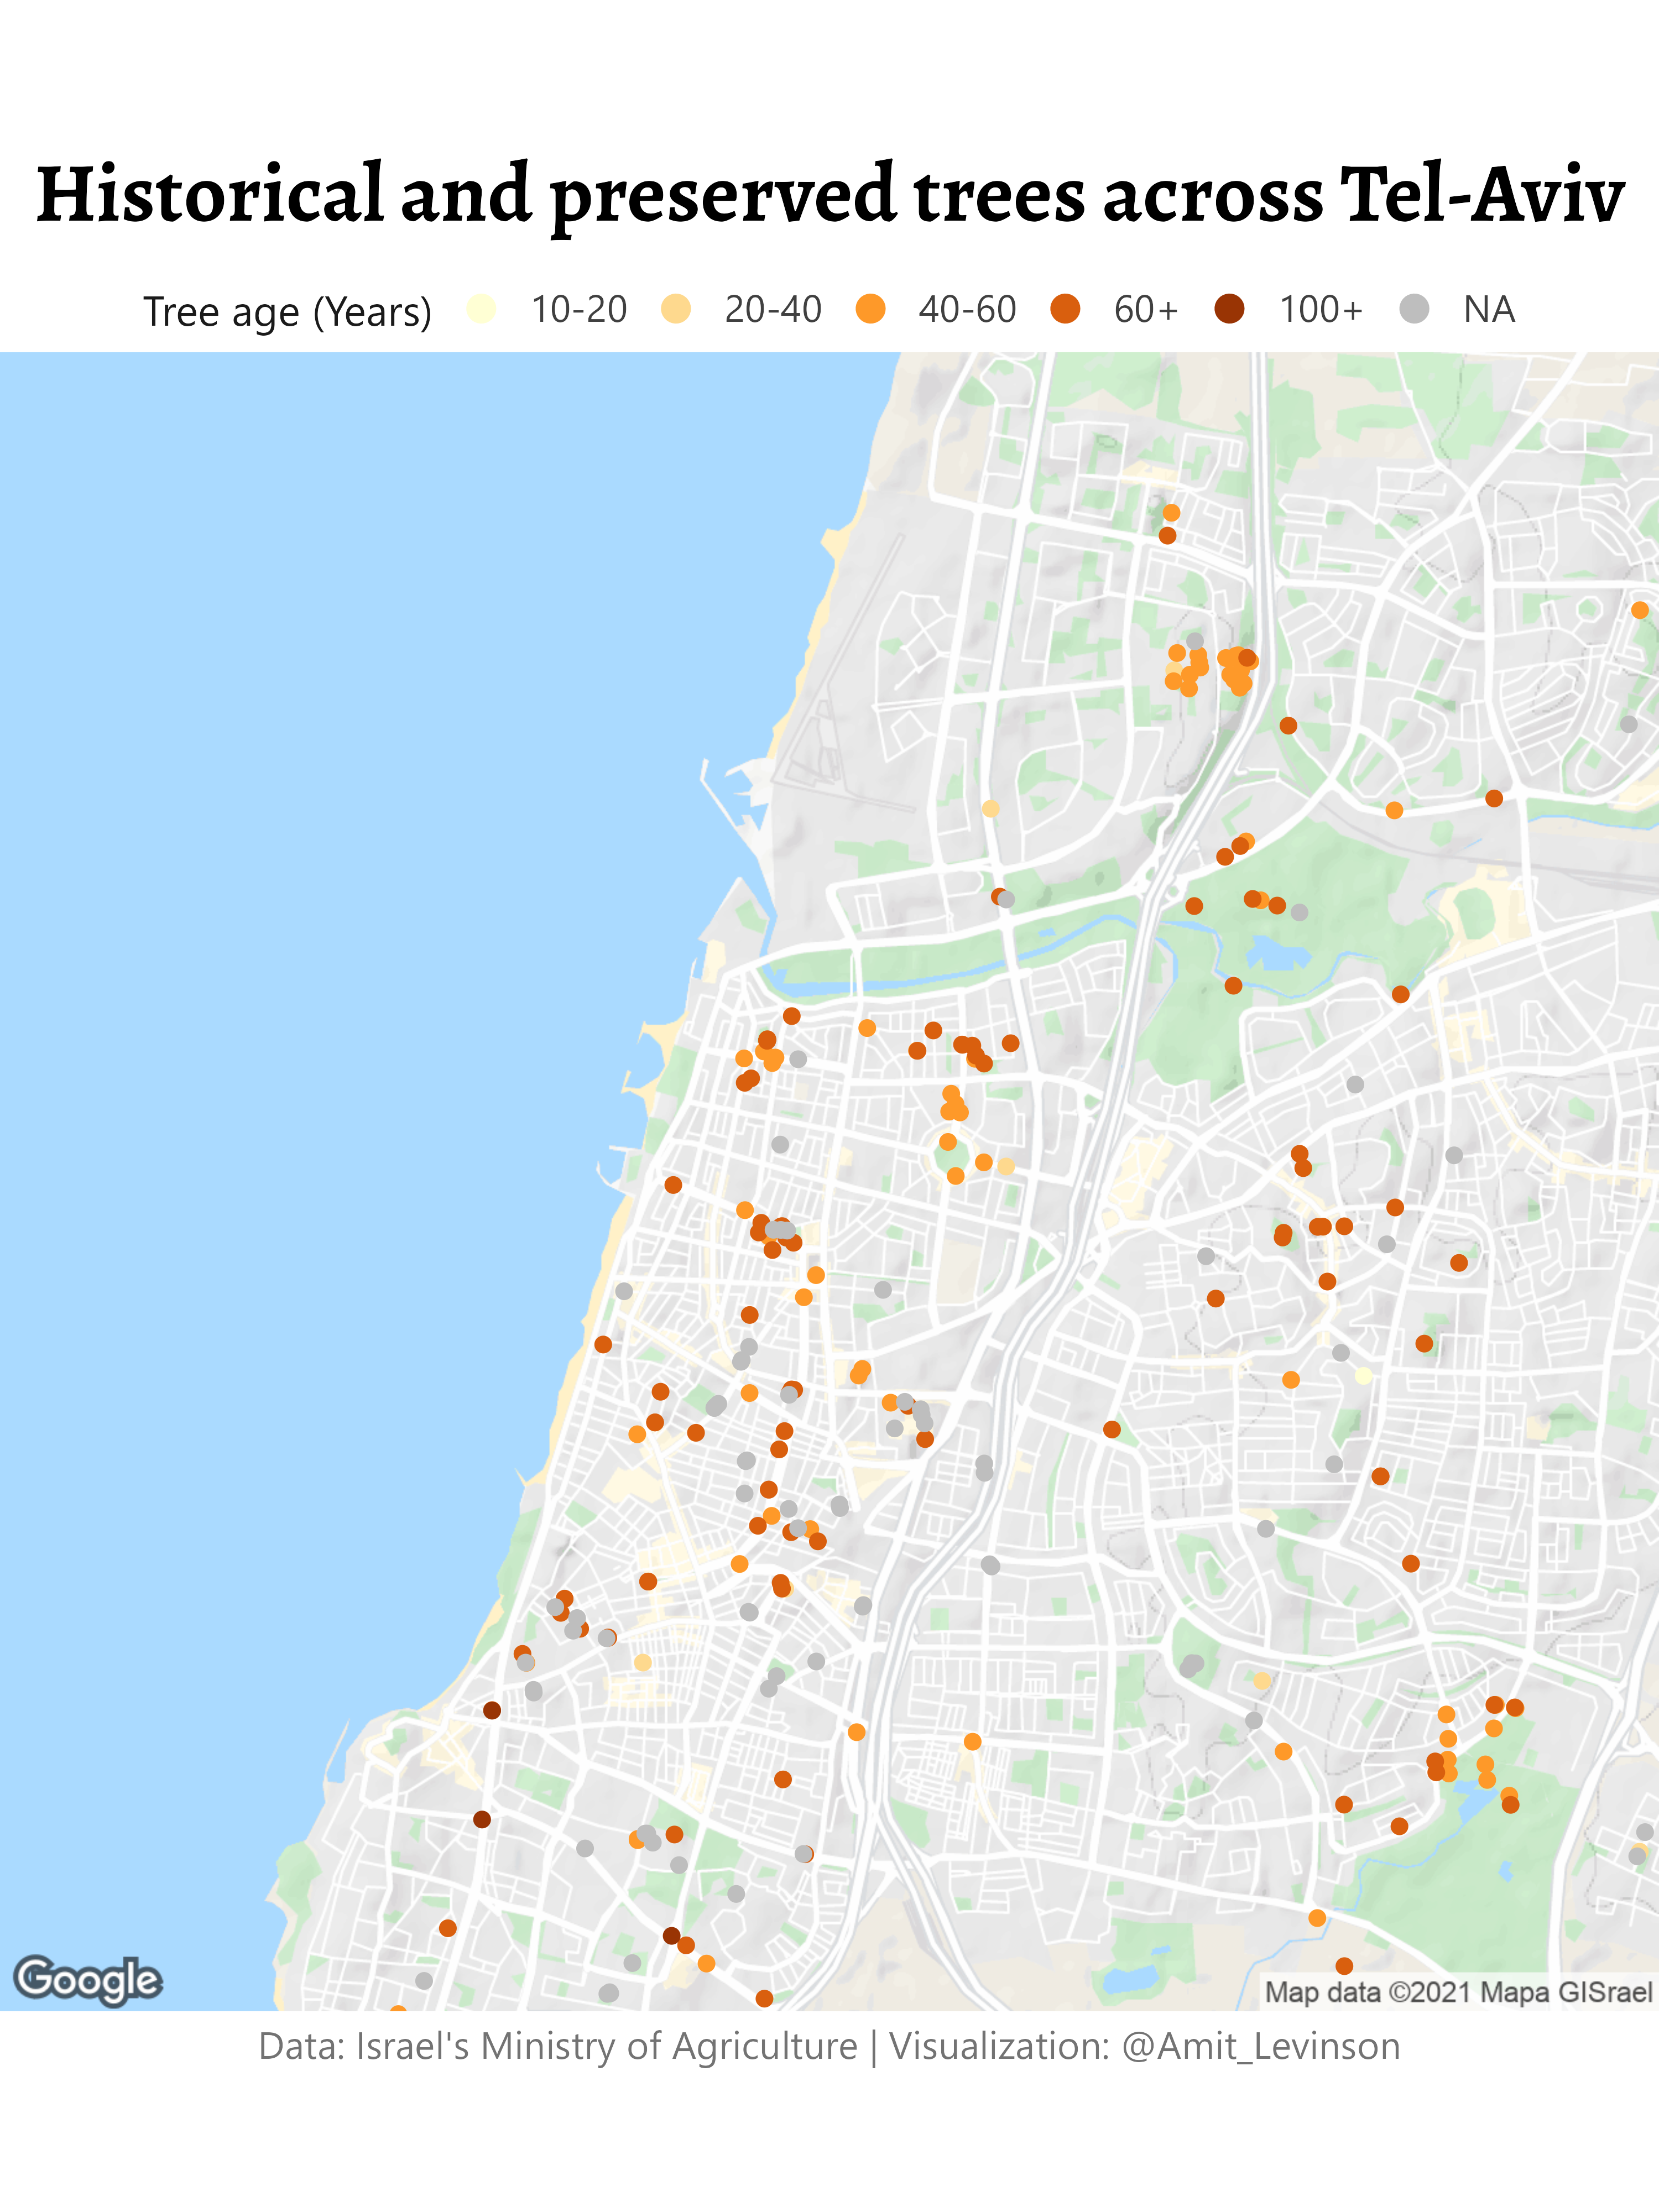 Historical and preserved trees across Tel-Aviv
Tree age (Years) 10-20 20-40 40-60 60+ 100+ NA
Google
Map data ©2021 Mapa GISrael
Data: Israel's Ministry of Agriculture | Visualization: @Amit_Levinson